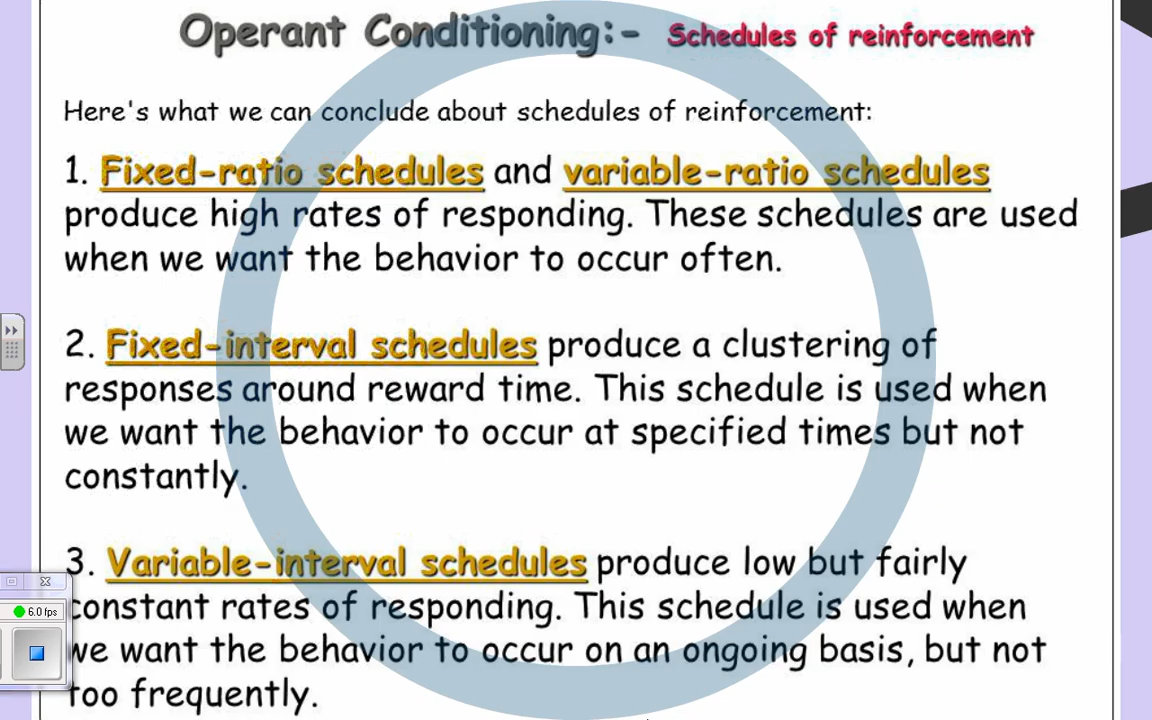 Operant Conditioning:- Schedules of reinforcement
Here's what we can conclude about schedules of reinforcement:
1. Fixed-ratio schedules and variable-ratio schedules
produce high rates of responding. These schedules are used
when we want the behavior to occur often.
2. Fixed-interval schedules produce a clustering of
responses around reward time. This schedule is used when
we want the behavior to occur at specified times but not
constantly.
3. Variable-interval schedules produce low but fairly
constant rates of responding. This schedule is used when
we want the behavior to occur on an ongoing basis, but not
too frequently.
6.0 fps